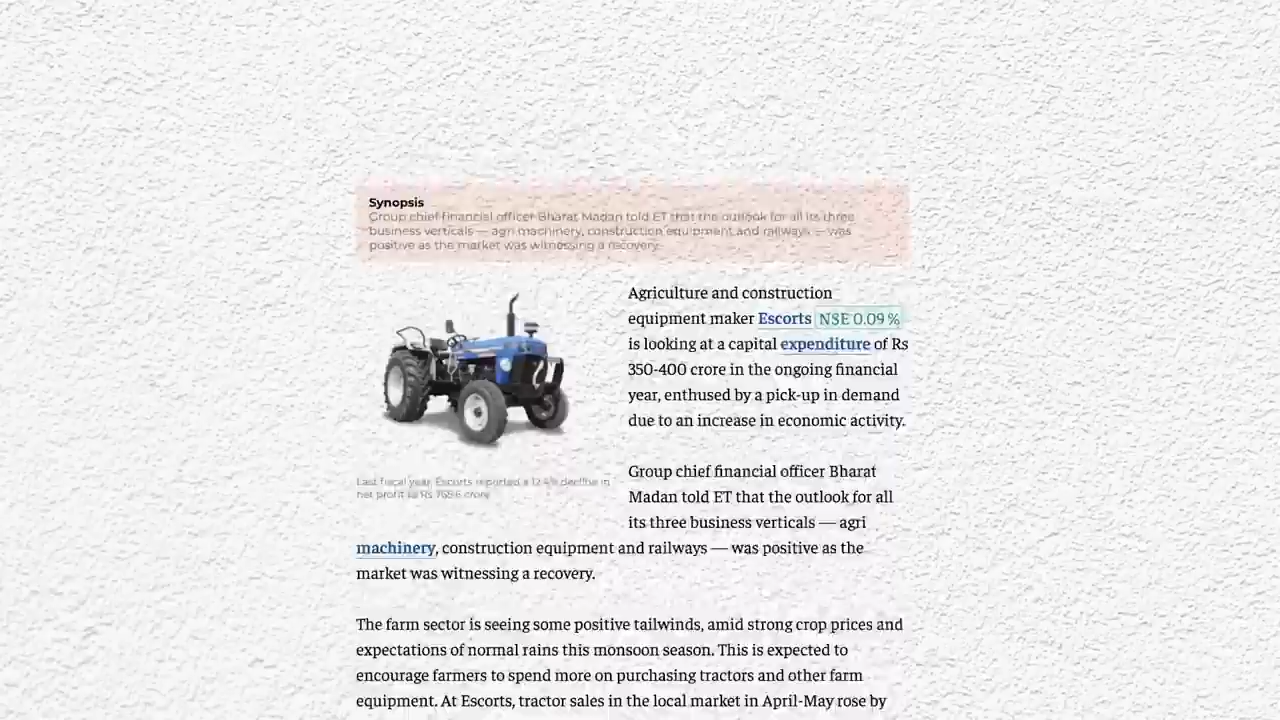 Synopsis
Group chief financial officer Bharat Madan told ET that the outlook for all its three
business verticals — agri machinery, construction equipment and railways — was
positive as the market was witnessing a recovery.
Agriculture and construction
equipment maker Escorts NSE 0.09 %
is looking at a capital expenditure of Rs
350-400 crore in the ongoing financial
year, enthused by a pick-up in demand
due to an increase in economic activity.
Last fiscal year, Escorts reported a 12.4% decline in
net profit to Rs 765.6 crore
Group chief financial officer Bharat
Madan told ET that the outlook for all
its three business verticals — agri
machinery, construction equipment and railways — was positive as the
market was witnessing a recovery.
The farm sector is seeing some positive tailwinds, amid strong crop prices and
expectations of normal rains this monsoon season. This is expected to
encourage farmers to spend more on purchasing tractors and other farm
equipment. At Escorts, tractor sales in the local market in April-May rose by